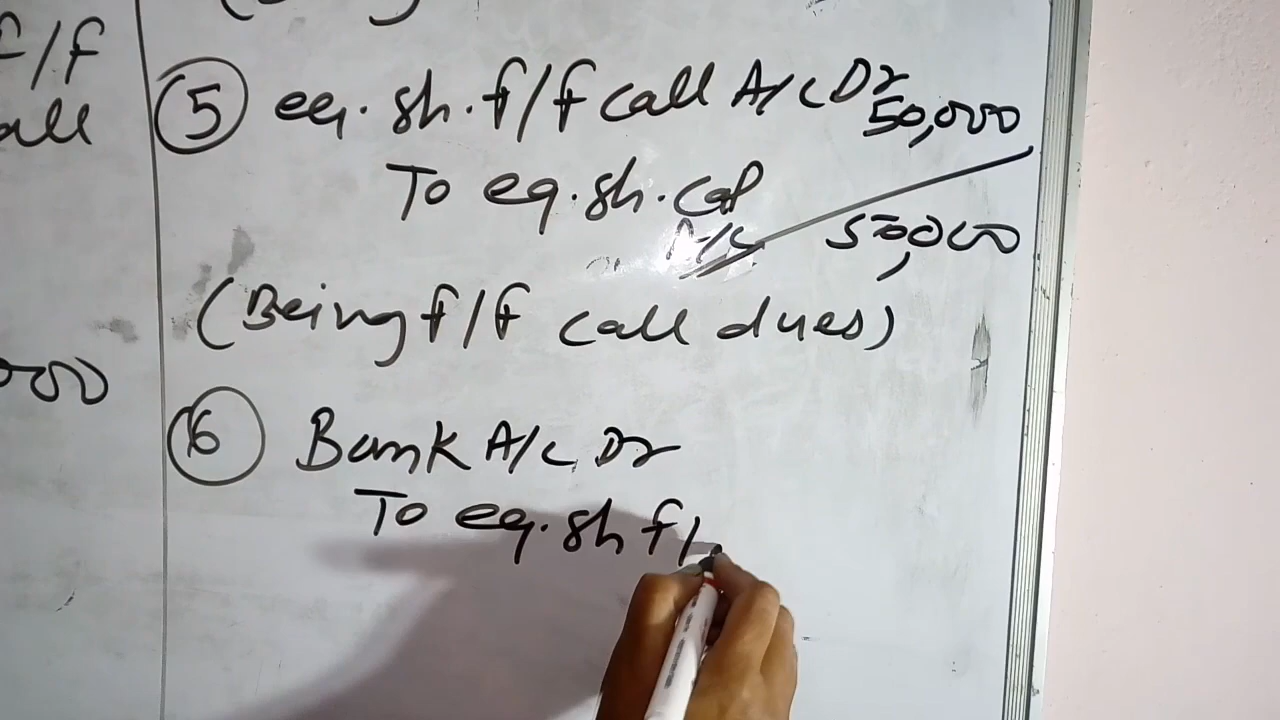 f/f
all
000
(5) eq. sh. f/f call A/C Dr 50,000
To eq. sh. cap
A/C 50,000
(Being f/f call dues)
(6) Bank A/C Dr
To eq. sh f/